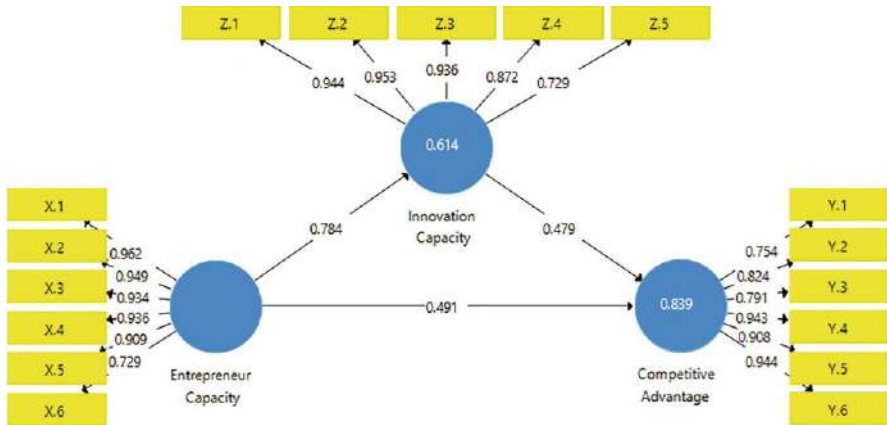 Z.1 Z.2 Z.3 Z.4 Z.5
0.944 0.953 0.936 0.872 0.729
0.614
Innovation
Capacity
X.1
X.2
X.3
X.4
X.5
X.6
0.962
0.949
0.934
0.936
0.909
0.729
0.784
0.479
0.491
Entrepreneur
Capacity
0.839
Competitive
Advantage
0.754
0.824
0.791
0.943
0.908
0.944
Y.1
Y.2
Y.3
Y.4
Y.5
Y.6